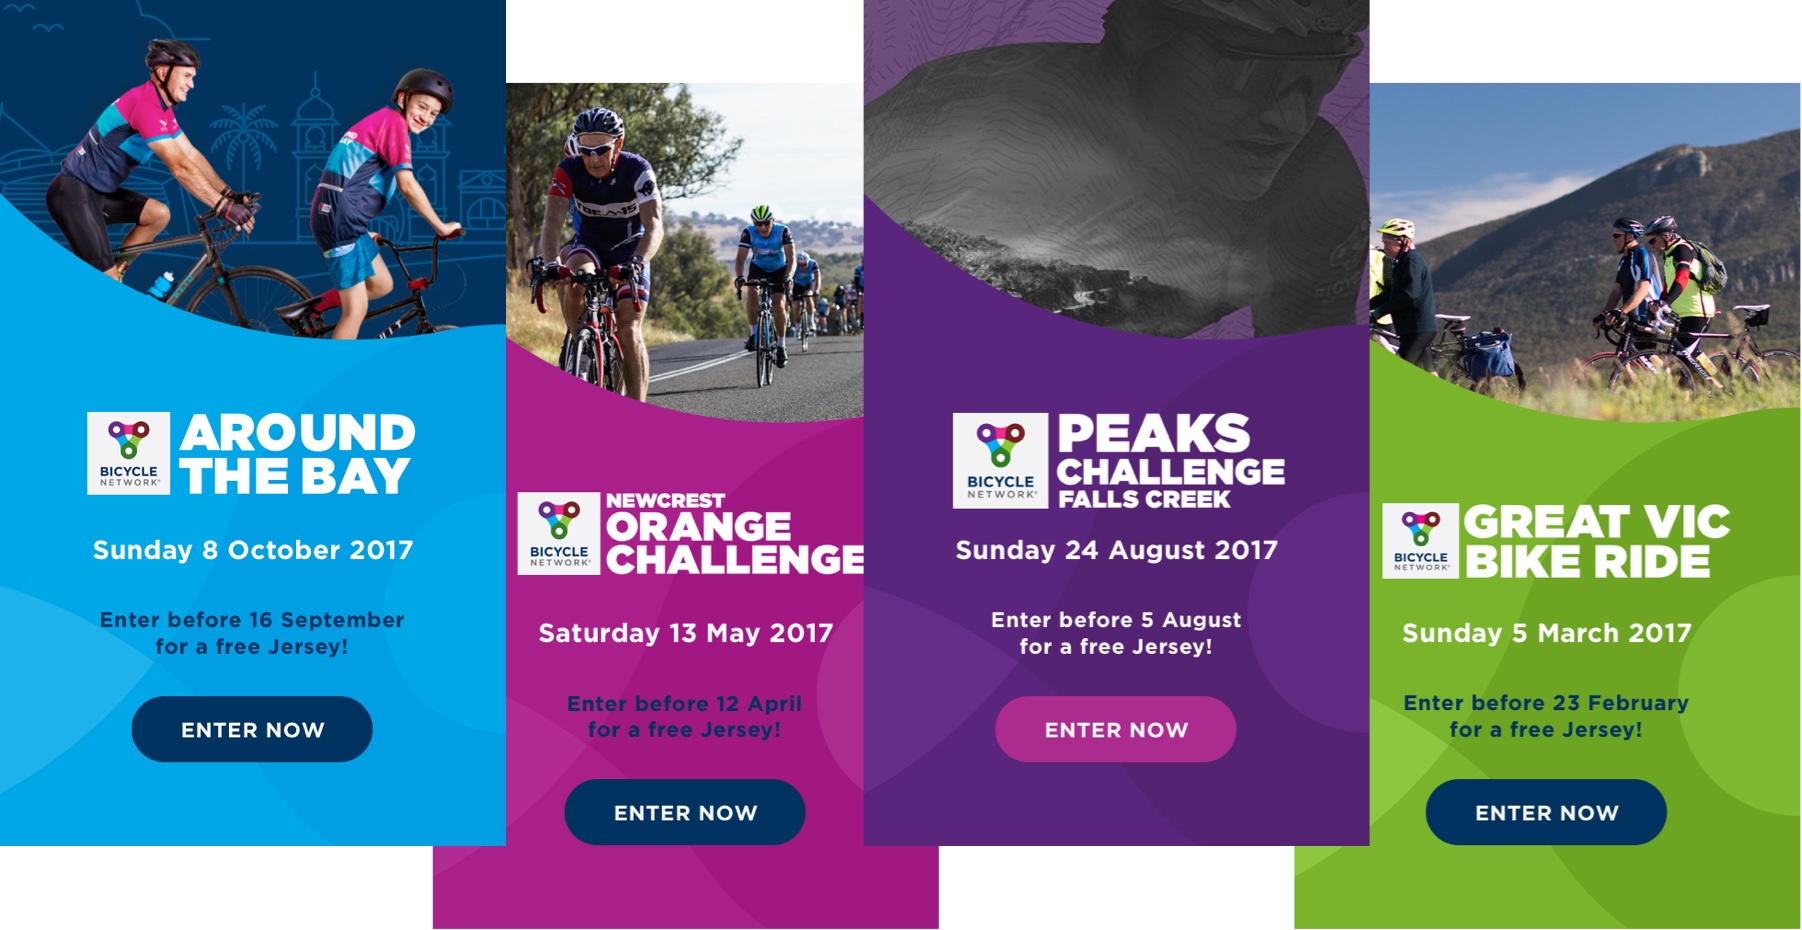 BICYCLE
NETWORK
AROUND
THE BAY
Sunday 8 October 2017
Enter before 16 September
for a free Jersey!
ENTER NOW
BICYCLE
NETWORK
NEWCREST
ORANGE
CHALLENGE
Saturday 13 May 2017
Enter before 12 April
for a free Jersey!
ENTER NOW
BICYCLE
NETWORK
PEAKS
CHALLENGE
FALLS CREEK
Sunday 24 August 2017
Enter before 5 August
for a free Jersey!
ENTER NOW
BICYCLE
NETWORK
GREAT VIC
BIKE RIDE
Sunday 5 March 2017
Enter before 23 February
for a free Jersey!
ENTER NOW